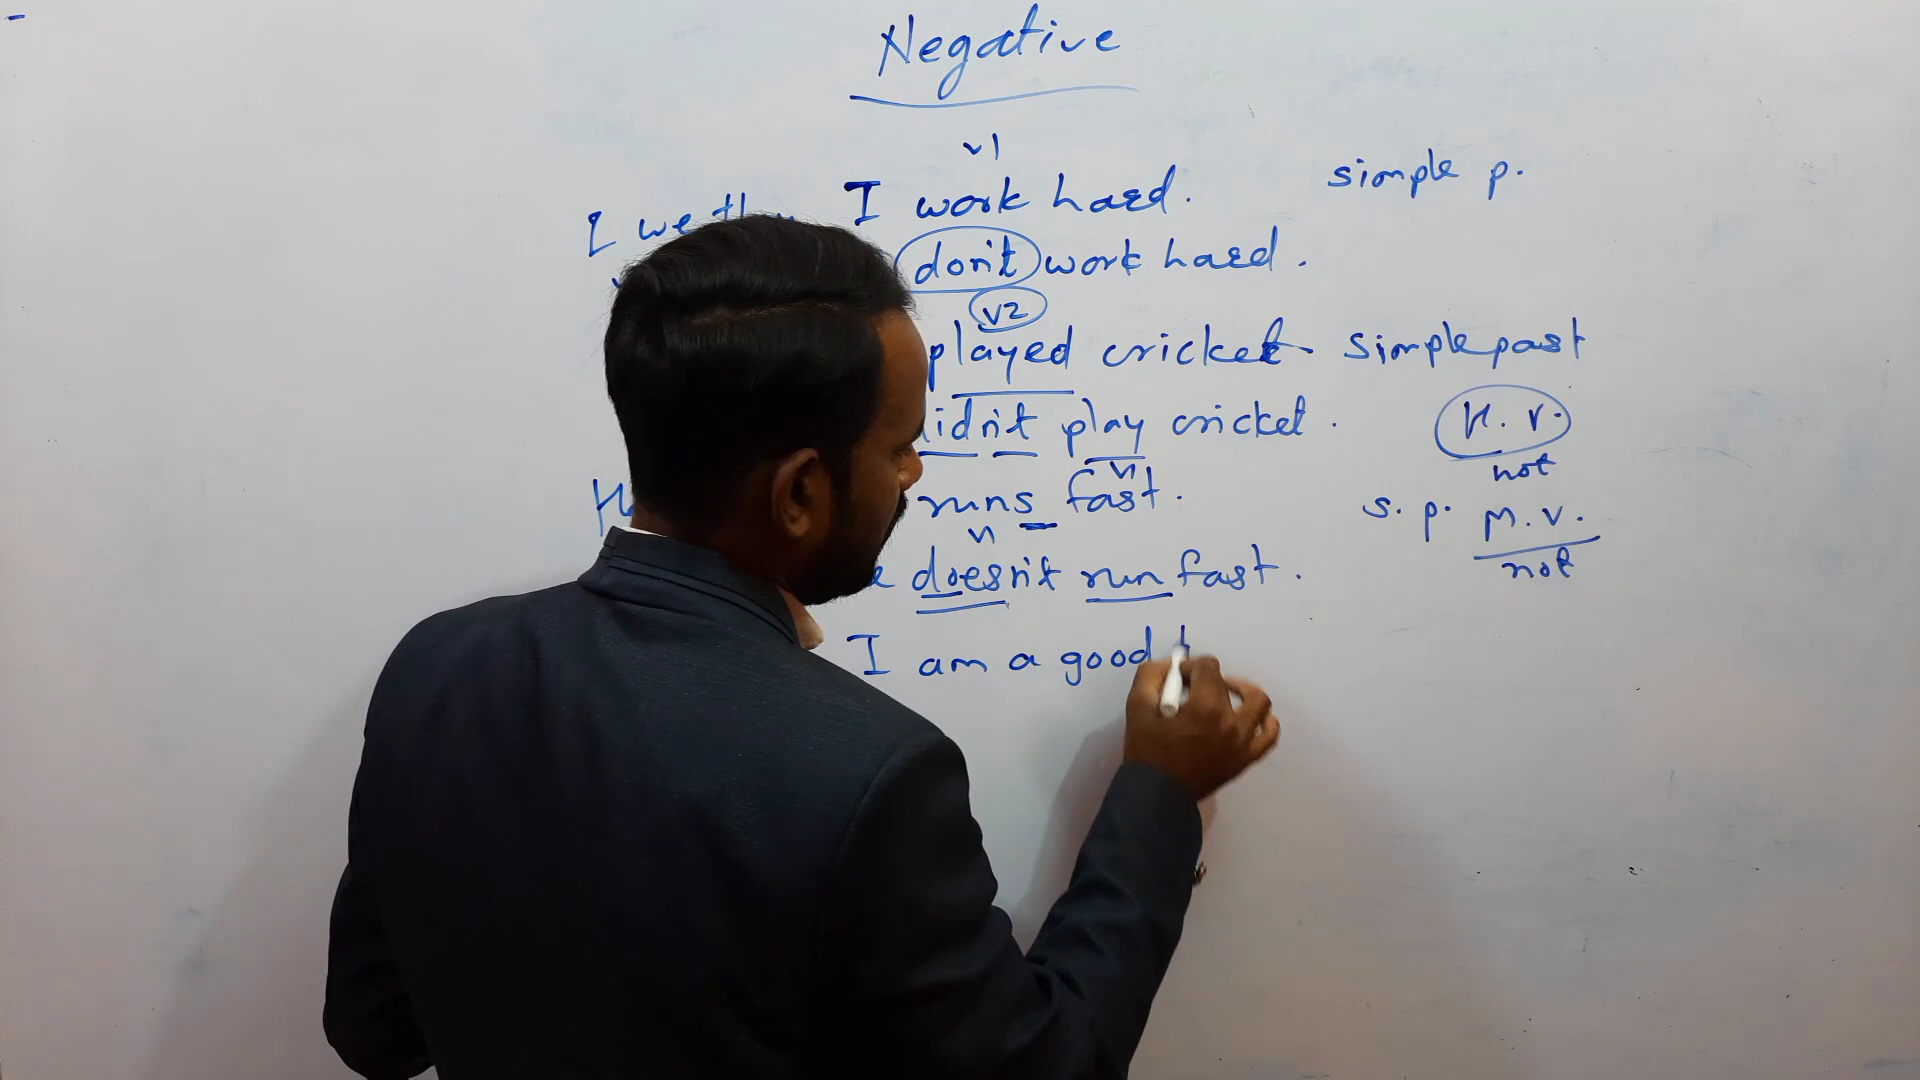 Negative
v1
I work hard. simple p.
I we
don't work hard.
v2
played cricket simple past
didn't play cricket. H. V.
not
v1
runs fast. S. p. M. V.
v1 not
doesn't run fast.
I am a good